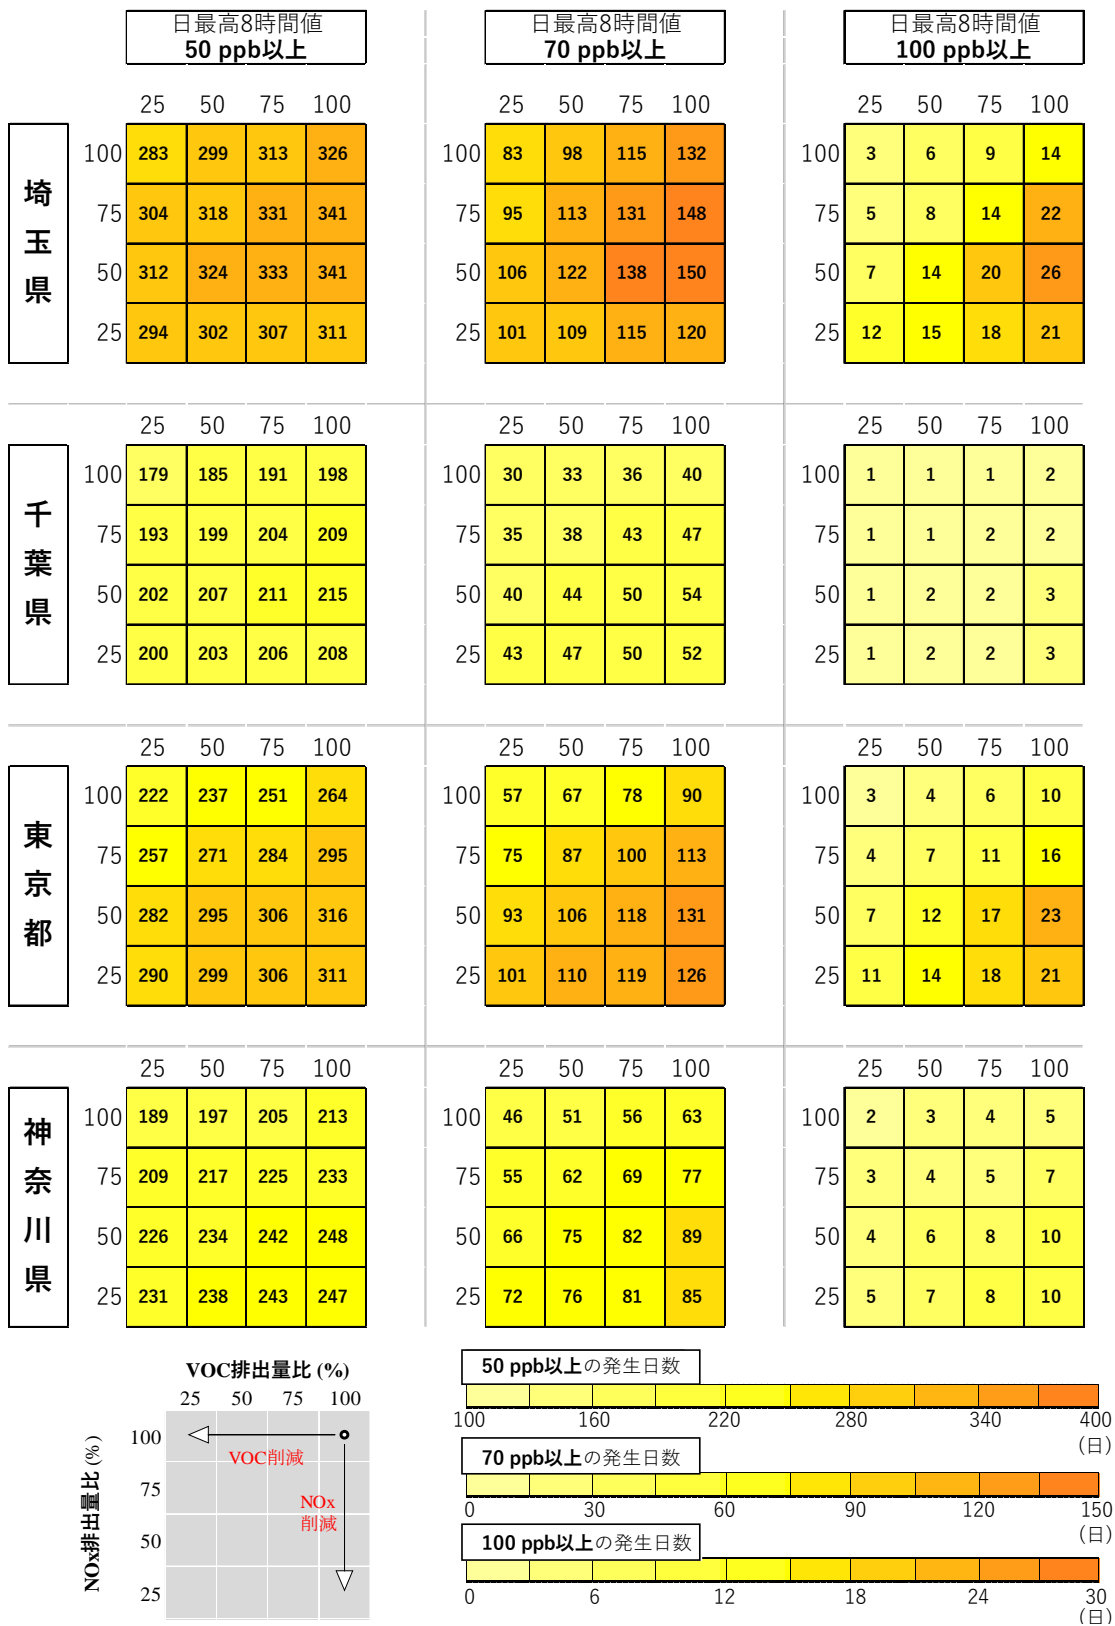 日最高8時間値
50 ppb以上
日最高8時間値
70 ppb以上
日最高8時間値
100 ppb以上
25 50 75 100 25 50 75 100 25 50 75 100
埼玉県
100 283 299 313 326 100 83 98 115 132 100 3 6 9 14
75 304 318 331 341 75 95 113 131 148 75 5 8 14 22
50 312 324 333 341 50 106 122 138 150 50 7 14 20 26
25 294 302 307 311 25 101 109 115 120 25 12 15 18 21
25 50 75 100 25 50 75 100 25 50 75 100
千葉県
100 179 185 191 198 100 30 33 36 40 100 1 1 1 2
75 193 199 204 209 75 35 38 43 47 75 1 1 2 2
50 202 207 211 215 50 40 44 50 54 50 1 2 2 3
25 200 203 206 208 25 43 47 50 52 25 1 2 2 3
25 50 75 100 25 50 75 100 25 50 75 100
東京都
100 222 237 251 264 100 57 67 78 90 100 3 4 6 10
75 257 271 284 295 75 75 87 100 113 75 4 7 11 16
50 282 295 306 316 50 93 106 118 131 50 7 12 17 23
25 290 299 306 311 25 101 110 119 126 25 11 14 18 21
25 50 75 100 25 50 75 100 25 50 75 100
神奈川県
100 189 197 205 213 100 46 51 56 63 100 2 3 4 5
75 209 217 225 233 75 55 62 69 77 75 3 4 5 7
50 226 234 242 248 50 66 75 82 89 50 4 6 8 10
25 231 238 243 247 25 72 76 81 85 25 5 7 8 10
VOC排出量比 (%)
25 50 75 100
NOx排出量比 (%)
100
75
50
25
VOC削減
NOx
削減
50 ppb以上の発生日数
100 160 220 280 340 400
(日)
70 ppb以上の発生日数
0 30 60 90 120 150
(日)
100 ppb以上の発生日数
0 6 12 18 24 30
(日)